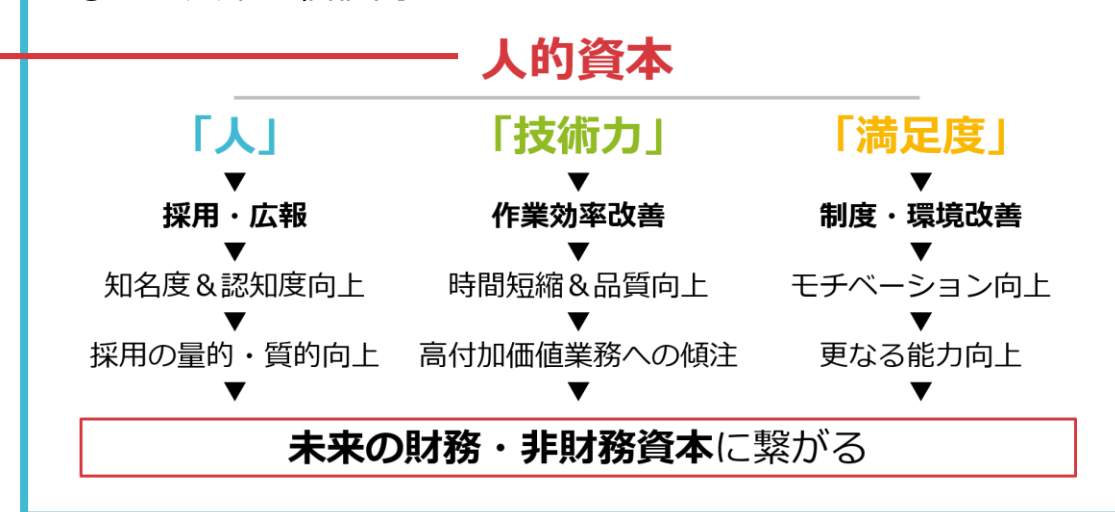 人的資本
「人」 「技術力」 「満足度」
▼ ▼ ▼
採用・広報 作業効率改善 制度・環境改善
▼ ▼ ▼
知名度＆認知度向上 時間短縮＆品質向上 モチベーション向上
▼ ▼ ▼
採用の量的・質的向上 高付加価値業務への傾注 更なる能力向上
▼ ▼ ▼
未来の財務・非財務資本に繋がる